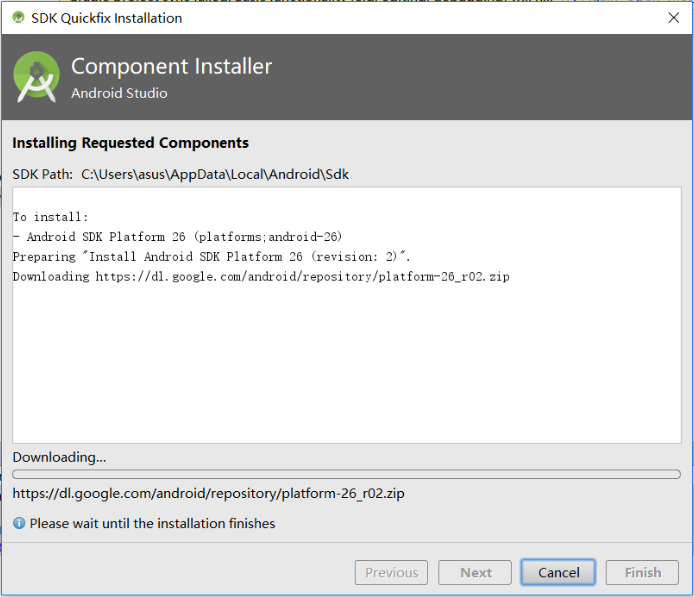 SDK Quickfix Installation
Component Installer
Android Studio
Installing Requested Components
SDK Path: C:\Users\asus\AppData\Local\Android\Sdk
To install:
- Android SDK Platform 26 (platforms;android-26)
Preparing "Install Android SDK Platform 26 (revision: 2)".
Downloading https://dl.google.com/android/repository/platform-26_r02.zip
Downloading...
https://dl.google.com/android/repository/platform-26_r02.zip
Please wait until the installation finishes
Previous Next Cancel Finish